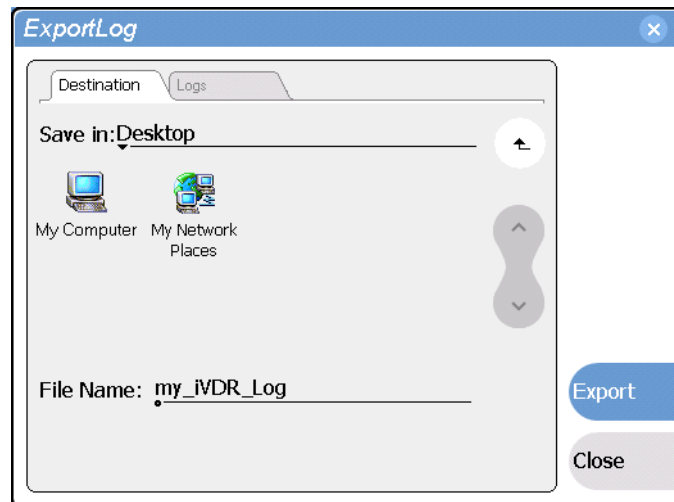 ExportLog
Destination
Logs
Save in:Desktop
My Computer
My Network
Places
File Name: my_iVDR_Log
Export
Close